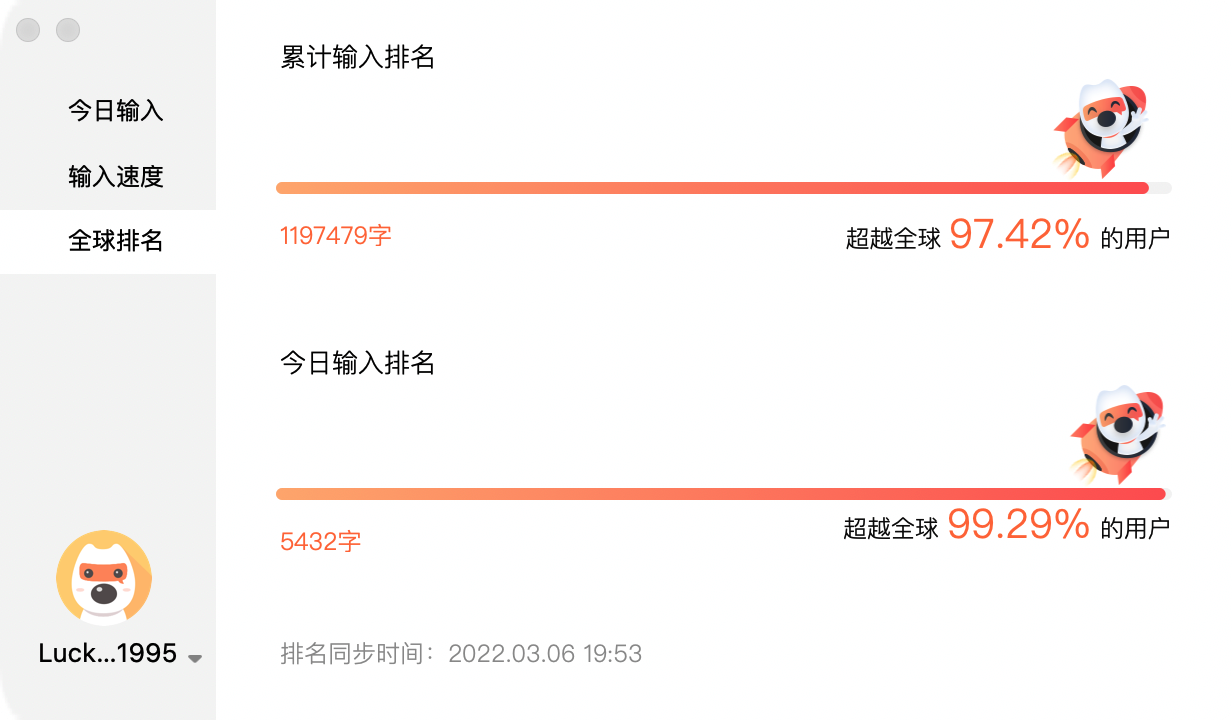 今日输入
输入速度
全球排名
Luck...1995
累计输入排名
1197479字
超越全球 97.42% 的用户
今日输入排名
5432字
超越全球 99.29% 的用户
排名同步时间：2022.03.06 19:53